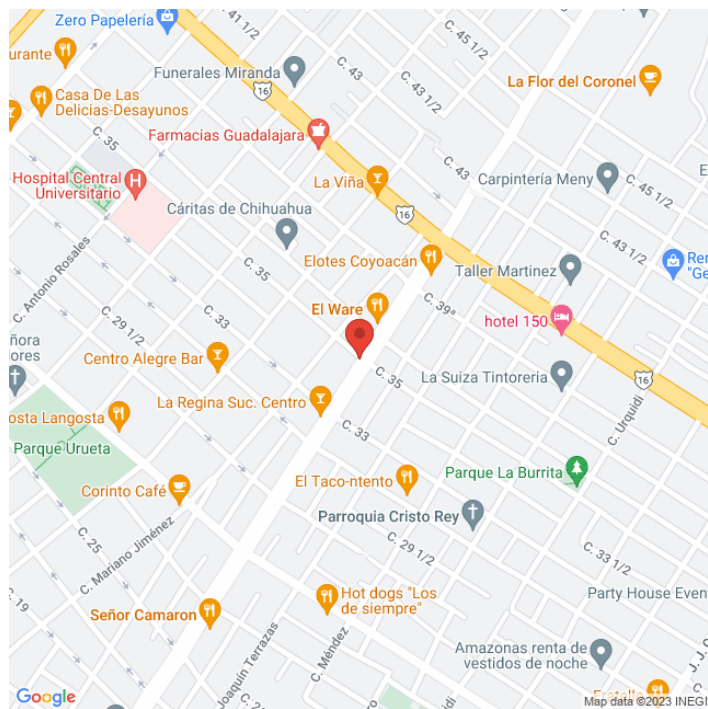 C. 41 1/2
Zero Papelería
C. 45 1/2
urante
C. 43
Funerales Miranda
16
La Flor del Coronel
Casa De Las
Delicias-Desayunos
C. 43 1/2
C. 35
Farmacias Guadalajara
C. 43
Hospital Central
Universitario
La Viña
Carpintería Meny
C. 45 1/2
Cáritas de Chihuahua
16
C. Antonio Rosales
C. 35
Elotes Coyoacán
C. 43 1/2
Taller Martinez
Rer
"Ge
C. 39ª
El Ware
C. 29 1/2
C. 33
hotel 150
ñora
ores
Centro Alegre Bar
C. 35
La Suiza Tintoreria
16
La Regina Suc. Centro
osta Langosta
C. 33
C. Urquidi
Parque Urueta
Parque La Burrita
El Taco-ntento
Corinto Café
Parroquia Cristo Rey
C. 25
C. Mariano Jiménez
C. 29 1/2
C. 33 1/2
C. 19
Hot dogs "Los
de siempre"
Party House Even
Señor Camaron
Joaquín Terrazas
C. Méndez
Amazonas renta de
vestidos de noche
J. J. C
Google
Urquidi
Fratello
Map data ©2023 INEGI